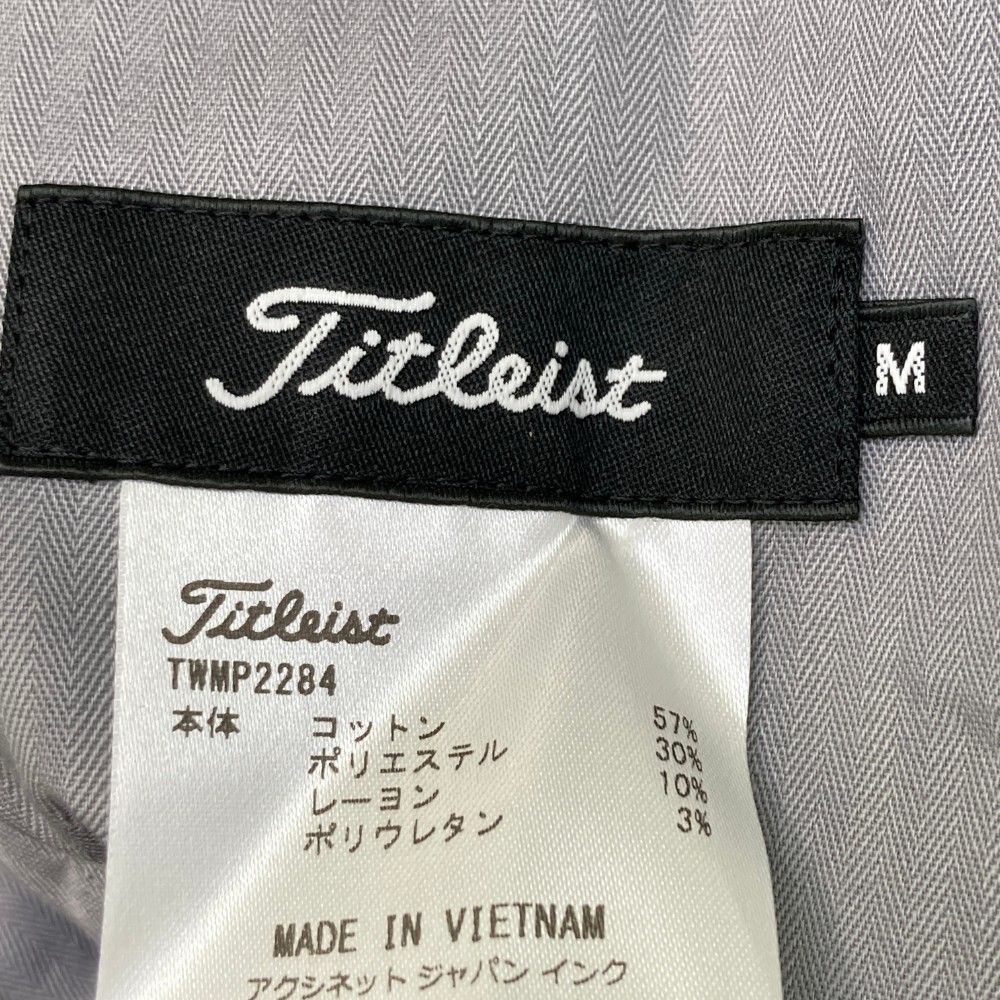 Titleist
M
Titleist
TWMP2284
本体 コットン 57%
ポリエステル 30%
レーヨン 10%
ポリウレタン 3%
MADE IN VIETNAM
アクシネット ジャパン インク